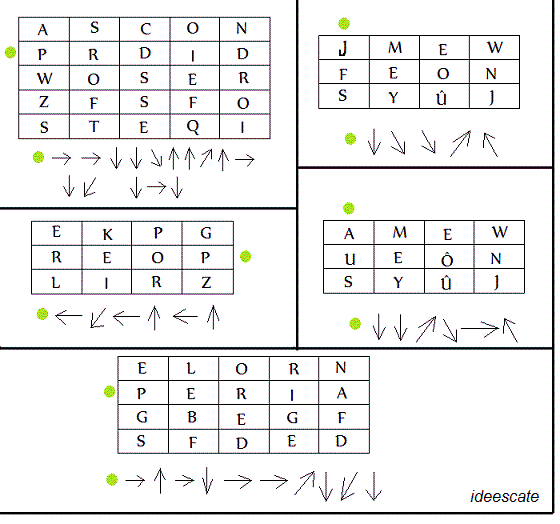 A S C O N
P R D I D
W O S E R
Z F S F O
S T E Q I
J M E W
F E O N
S Y Û J
E K P G
R E O P
L I R Z
A M E W
U E Ô N
S Y Û J
E L O R N
P E R I A
G B E G F
S F D E D
ideescate